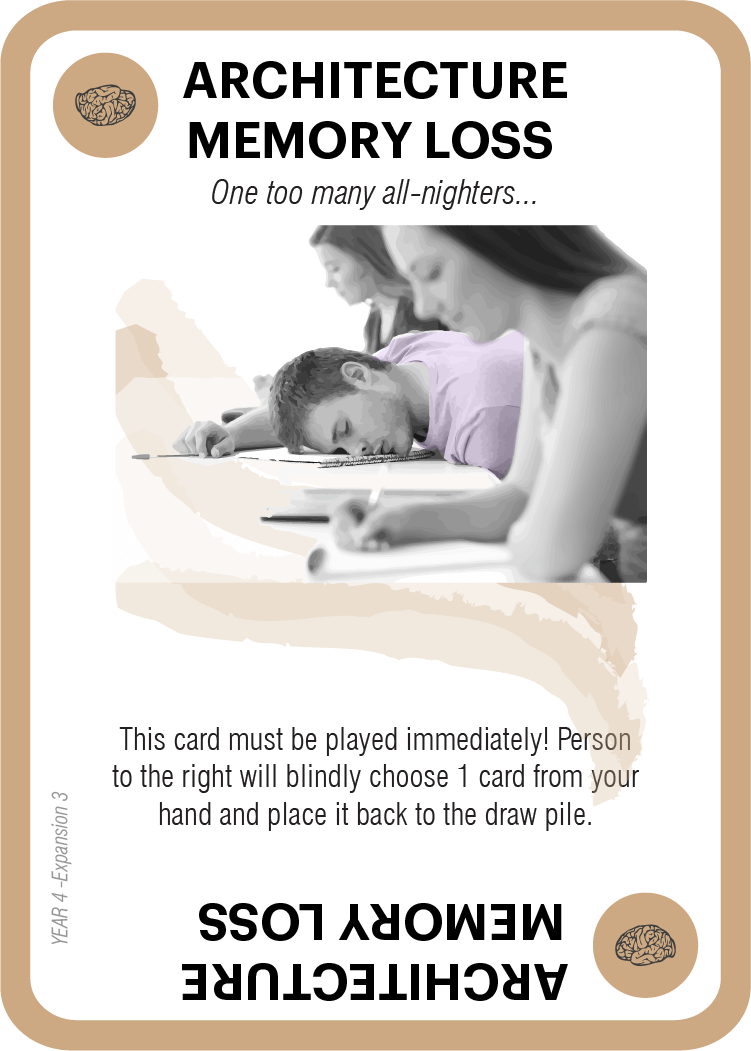 ARCHITECTURE
MEMORY LOSS
One too many all-nighters...
This card must be played immediately! Person
to the right will blindly choose 1 card from your
hand and place it back to the draw pile.
YEAR 4 -Expansion 3
ARCHITECTURE
MEMORY LOSS